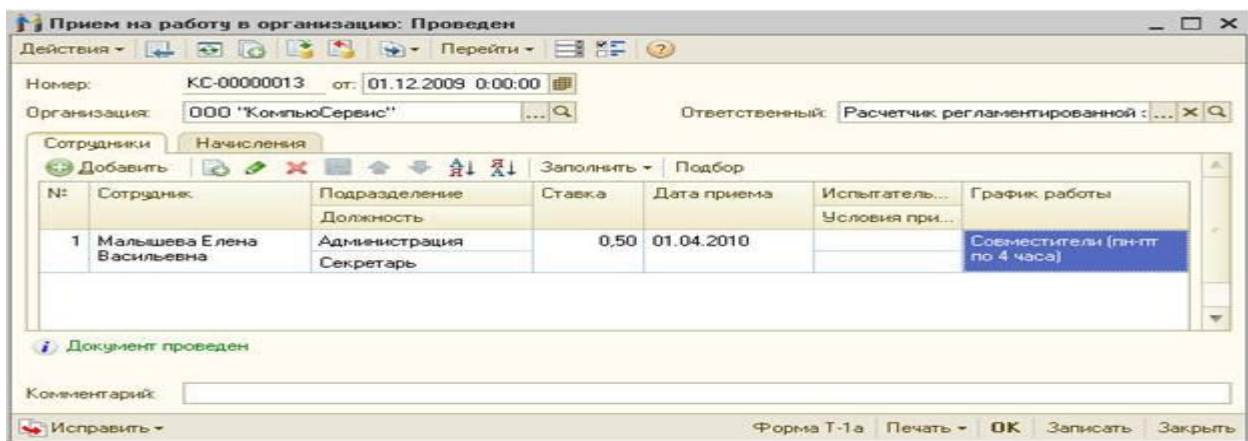 Прием на работу в организацию: Проведен
Действия Перейти
Номер: КС-00000013 от: 01.12.2009 0:00:00
Организация: ООО "КомпьюСервис" ... Ответственный: Расчетчик регламентированной з ...
Сотрудники Начисления
Добавить Заполнить Подбор
№ Сотрудник Подразделение Ставка Дата приема Испытатель... График работы
Должность Условия при...
1 Малышева Елена Администрация 0,50 01.04.2010 Совместители (пн-пт
Васильевна Секретарь по 4 часа)
Документ проведен
Комментарий:
Исправить Форма Т-1а Печать ОК Записать Закрыть